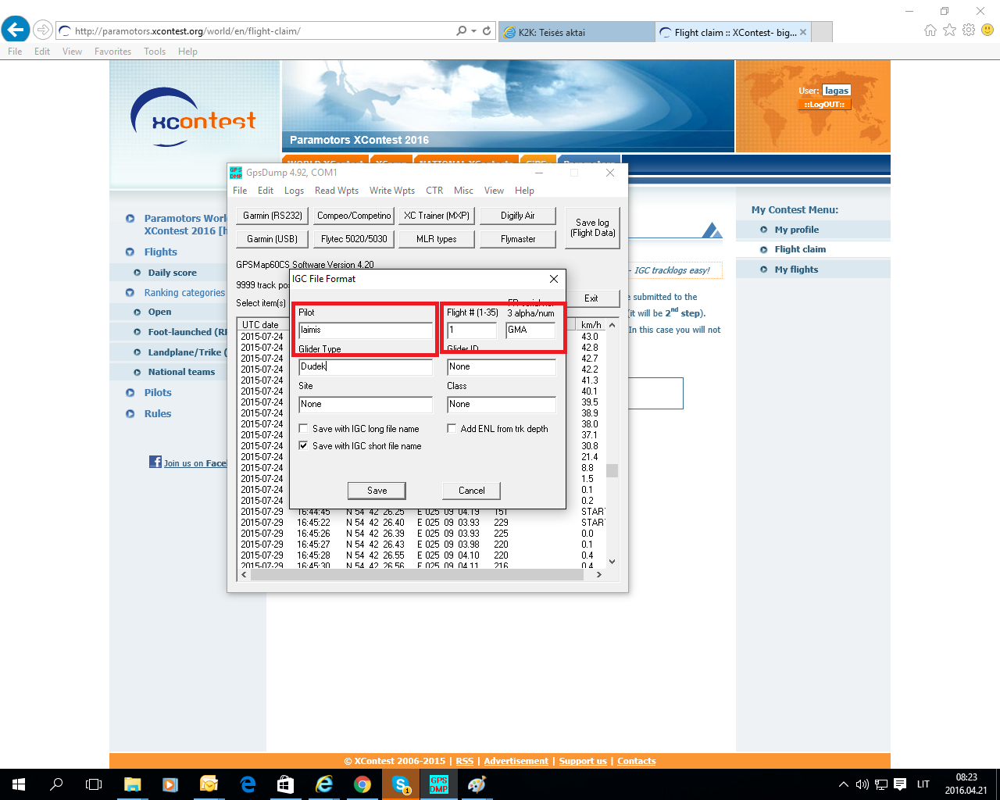 http://paramotors.xcontest.org/world/en/flight-claim/
K2K: Teisės aktai
Flight claim :: XContest- big...
File Edit View Favorites Tools Help
xcontest
Paramotors XContest 2016
User: lagas
::LogOUT::
GPS DMP
GpsDump 4.92, COM1
File Edit Logs Read Wpts Write Wpts CTR Misc View Help
Garmin (RS232) Compeo/Competino XC Trainer (MXP) Digifly Air
Save log (Flight Data)
Garmin (USB) Flytec 5020/5030 MLR types Flymaster
GPSMap60CS Software Version 4.20
9999 track pos
Select item(s)
Exit
IGC File Format
Pilot
Flight # (1-35)
3 alpha/num
laimis
1
GMA
Glider Type
Glider ID
Dudek
None
Site
Class
None
None
Save with IGC long file name
Add ENL from trk depth
Save with IGC short file name
Save
Cancel
UTC date km/h
2015-07-24 43.0
2015-07-24 42.8
2015-07-24 42.7
2015-07-24 42.2
2015-07-24 41.3
2015-07-24 40.1
2015-07-24 39.5
2015-07-24 38.9
2015-07-24 38.0
2015-07-24 37.1
2015-07-24 30.8
2015-07-24 21.4
2015-07-24 8.8
2015-07-24 1.5
2015-07-24 0.1
2015-07-24 0.2
2015-07-29 16:44:45 N 54 42 26.25 E 025 09 04.19 151 STAR
2015-07-29 16:45:22 N 54 42 26.40 E 025 09 03.93 229 STAR
2015-07-29 16:45:26 N 54 42 26.39 E 025 09 03.93 225 0.0
2015-07-29 16:45:27 N 54 42 26.43 E 025 09 03.98 220 0.1
2015-07-29 16:45:28 N 54 42 26.55 E 025 09 04.10 220 0.4
2015-07-29 16:45:30 N 54 42 26.56 E 025 09 04.11 216 0.4
Paramotors Worl
XContest 2016 [h
Flights
Daily score
Ranking categories
Open
Foot-launched (R
Landplane/Trike (
National teams
Pilots
Rules
Join us on Face
- IGC tracklogs easy!
e submitted to the
(it will be 2nd step).
In this case you will not
My Contest Menu:
My profile
Flight claim
My flights
© XContest 2006-2015 | RSS | Advertisement | Support us | Contacts
1
GPS DMP
LIT
08:23
2016.04.21